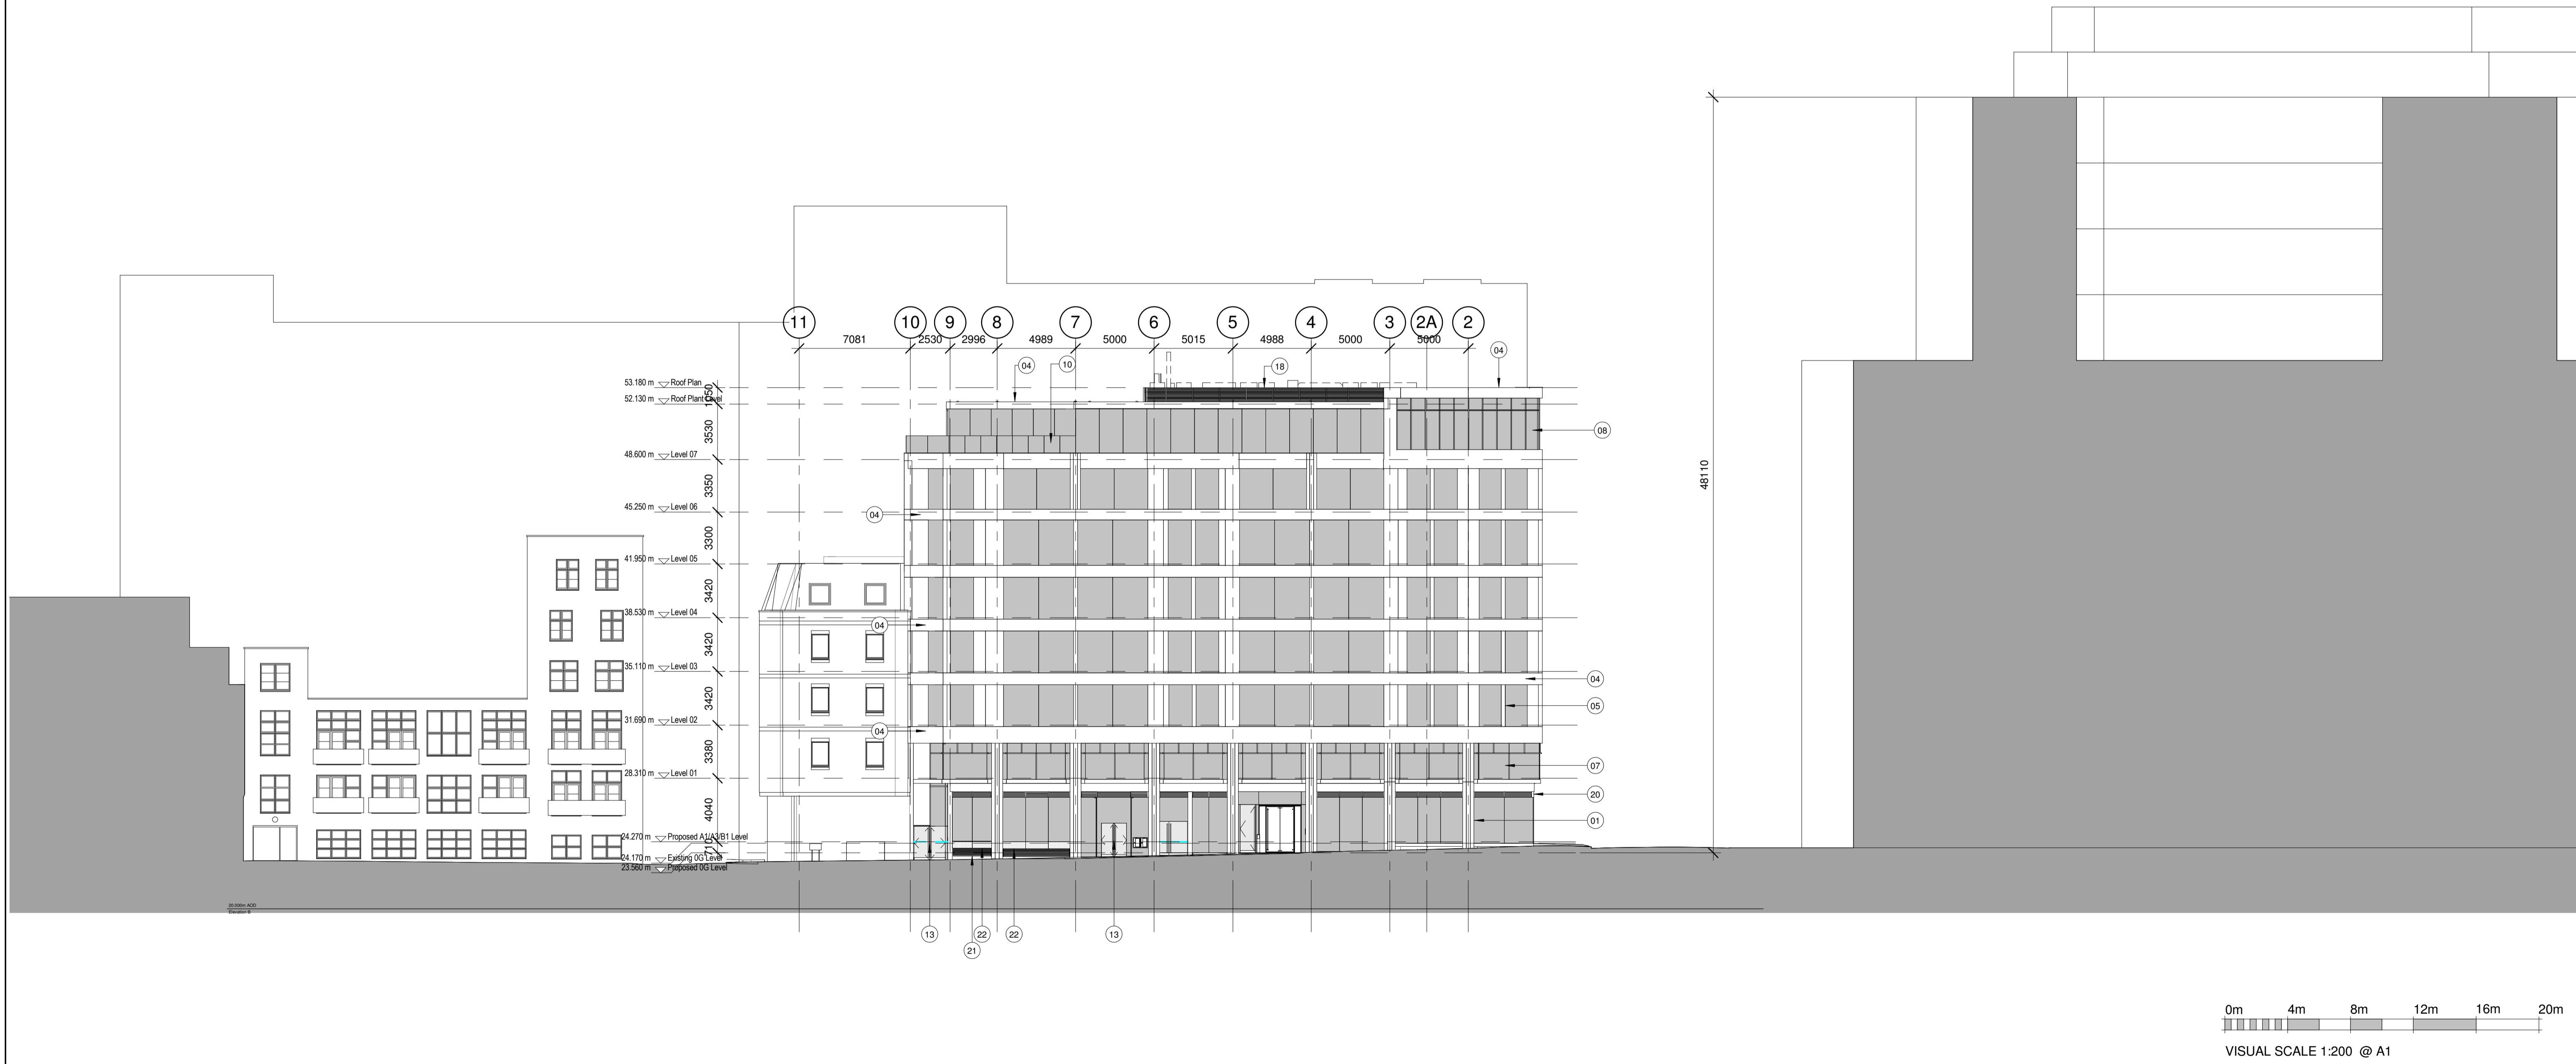 11 10 9 8 7 6 5 4 3 2A 2
7081 2530 2996 4989 5000 5015 4988 5000 5000
04
04
10
18
53.180 m Roof Plan
1050
52.130 m Roof Plant Level
3530
08
48.600 m Level 07
3350
48110
45.250 m Level 06
04
3300
41.950 m Level 05
3420
38.530 m Level 04
04
3420
35.110 m Level 03
04
3420
05
31.690 m Level 02
04
3380
07
28.310 m Level 01
20
4040
01
24.270 m Proposed A1/A3/B1 Level
710
24.170 m Existing 0G Level
23.560 m Proposed 0G Level
20.000m AOD
Elevation B
13 22 22 13
21
0m 4m 8m 12m 16m 20m
VISUAL SCALE 1:200 @ A1